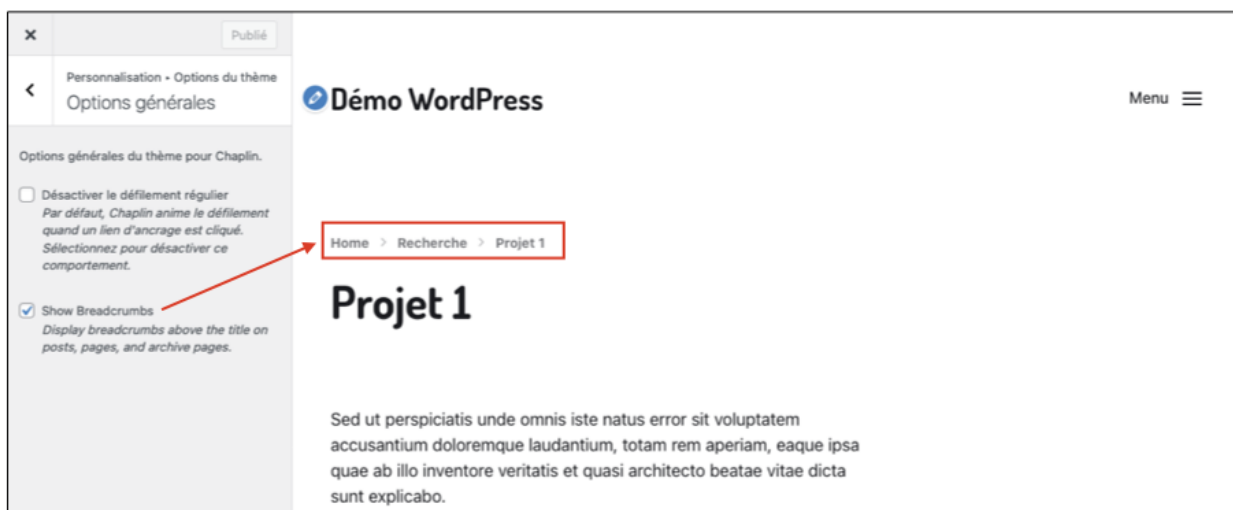 Publié
Personnalisation • Options du thème
Options générales
Options générales du thème pour Chaplin.
Désactiver le défilement régulier
Par défaut, Chaplin anime le défilement
quand un lien d'ancrage est cliqué.
Sélectionnez pour désactiver ce
comportement.
Show Breadcrumbs
Display breadcrumbs above the title on
posts, pages, and archive pages.
Démo WordPress
Menu
Home > Recherche > Projet 1
Projet 1
Sed ut perspiciatis unde omnis iste natus error sit voluptatem
accusantium doloremque laudantium, totam rem aperiam, eaque ipsa
quae ab illo inventore veritatis et quasi architecto beatae vitae dicta
sunt explicabo.